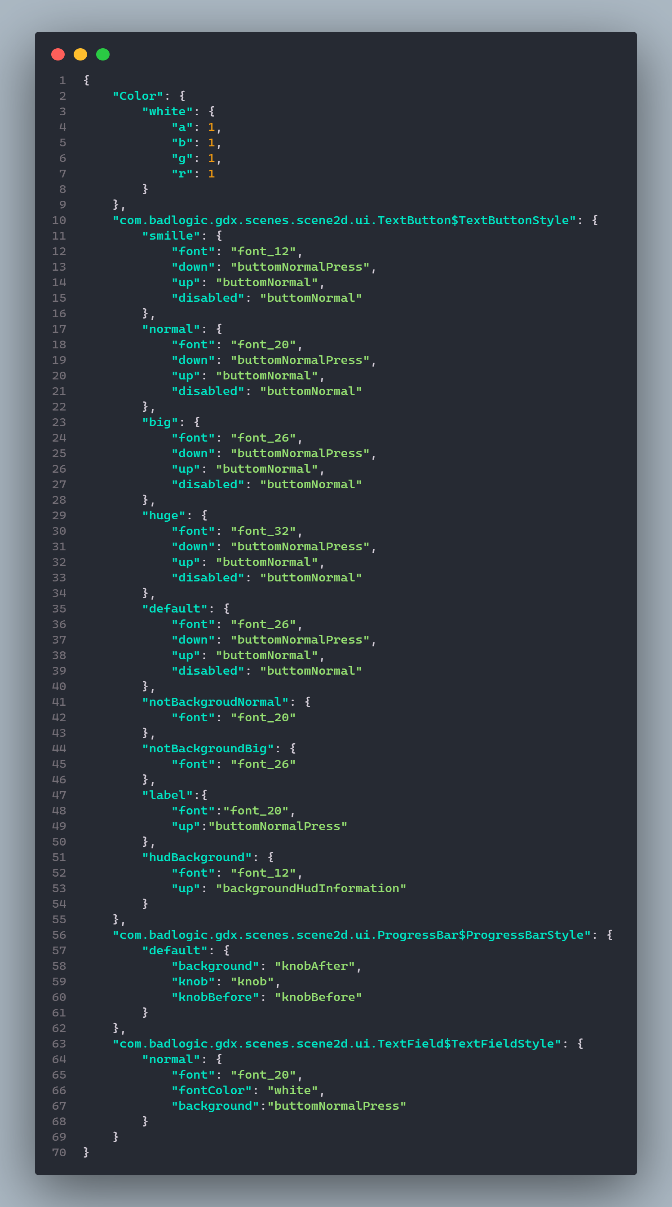 1 {
2     "Color": {
3         "white": {
4             "a": 1,
5             "b": 1,
6             "g": 1,
7             "r": 1
8         }
9     },
10     "com.badlogic.gdx.scenes.scene2d.ui.TextButton$TextButtonStyle": {
11         "smille": {
12             "font": "font_12",
13             "down": "buttomNormalPress",
14             "up": "buttomNormal",
15             "disabled": "buttomNormal"
16         },
17         "normal": {
18             "font": "font_20",
19             "down": "buttomNormalPress",
20             "up": "buttomNormal",
21             "disabled": "buttomNormal"
22         },
23         "big": {
24             "font": "font_26",
25             "down": "buttomNormalPress",
26             "up": "buttomNormal",
27             "disabled": "buttomNormal"
28         },
29         "huge": {
30             "font": "font_32",
31             "down": "buttomNormalPress",
32             "up": "buttomNormal",
33             "disabled": "buttomNormal"
34         },
35         "default": {
36             "font": "font_26",
37             "down": "buttomNormalPress",
38             "up": "buttomNormal",
39             "disabled": "buttomNormal"
40         },
41         "notBackgroudNormal": {
42             "font": "font_20"
43         },
44         "notBackgroundBig": {
45             "font": "font_26"
46         },
47         "label":{
48             "font":"font_20",
49             "up":"buttomNormalPress"
50         },
51         "hudBackground": {
52             "font": "font_12",
53             "up": "backgroundHudInformation"
54         }
55     },
56     "com.badlogic.gdx.scenes.scene2d.ui.ProgressBar$ProgressBarStyle": {
57         "default": {
58             "background": "knobAfter",
59             "knob": "knob",
60             "knobBefore": "knobBefore"
61         }
62     },
63     "com.badlogic.gdx.scenes.scene2d.ui.TextField$TextFieldStyle": {
64         "normal": {
65             "font": "font_20",
66             "fontColor": "white",
67             "background":"buttomNormalPress"
68         }
69     }
70 }